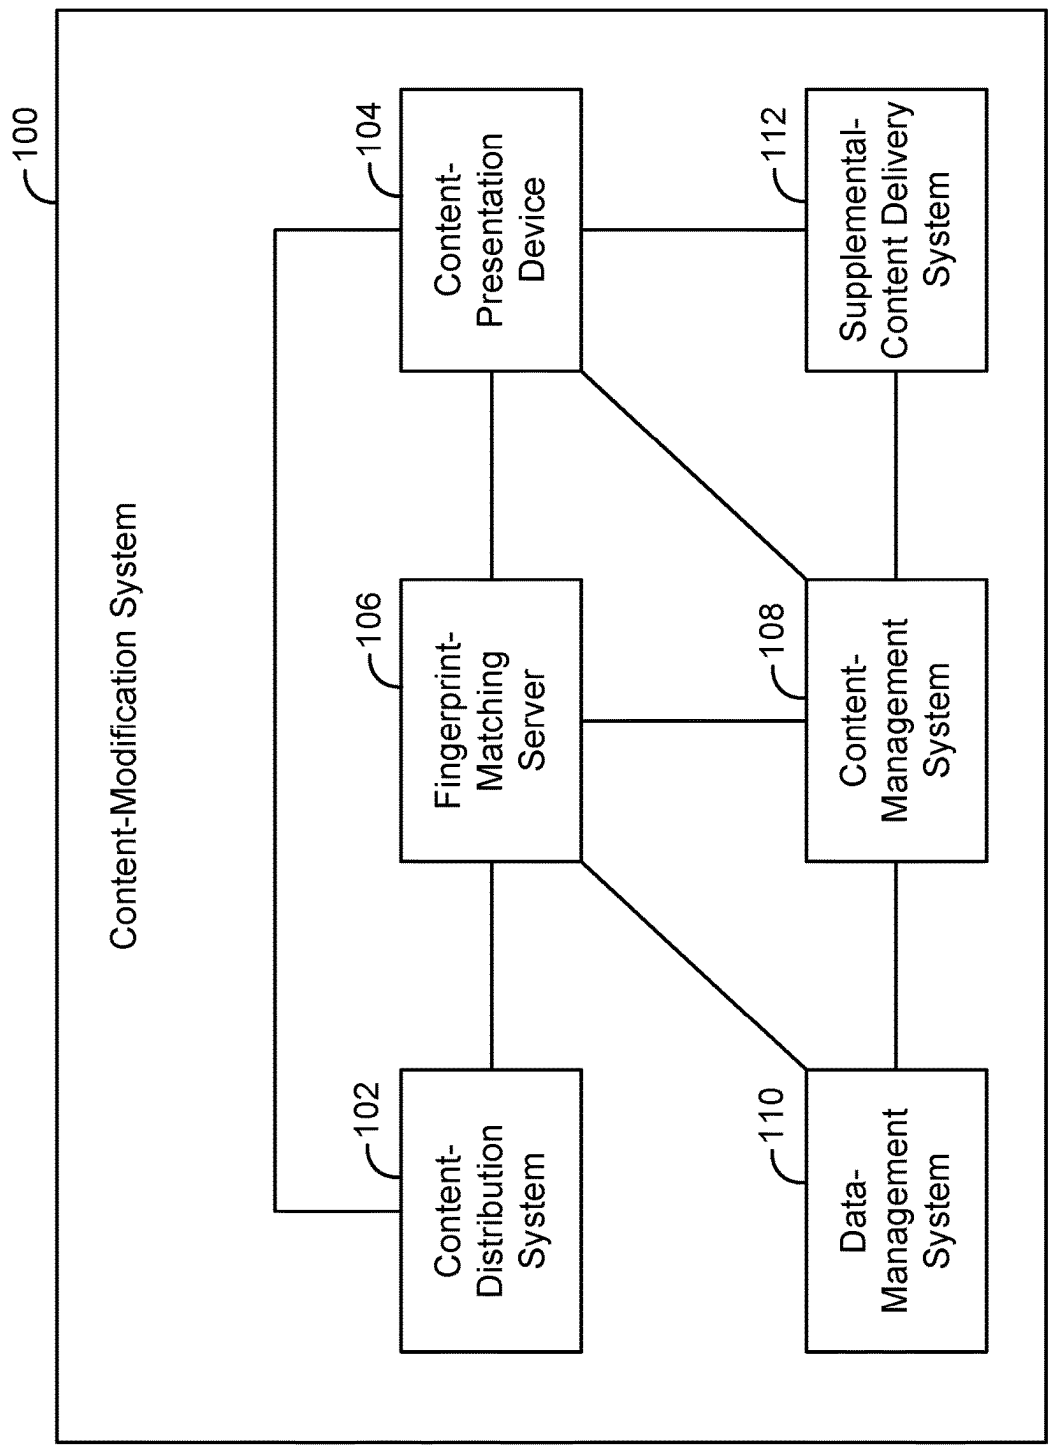 100
Content-Modification System
102
Content-
Distribution
System
106
Fingerprint-
Matching
Server
104
Content-
Presentation
Device
110
Data-
Management
System
108
Content-
Management
System
112
Supplemental-
Content Delivery
System